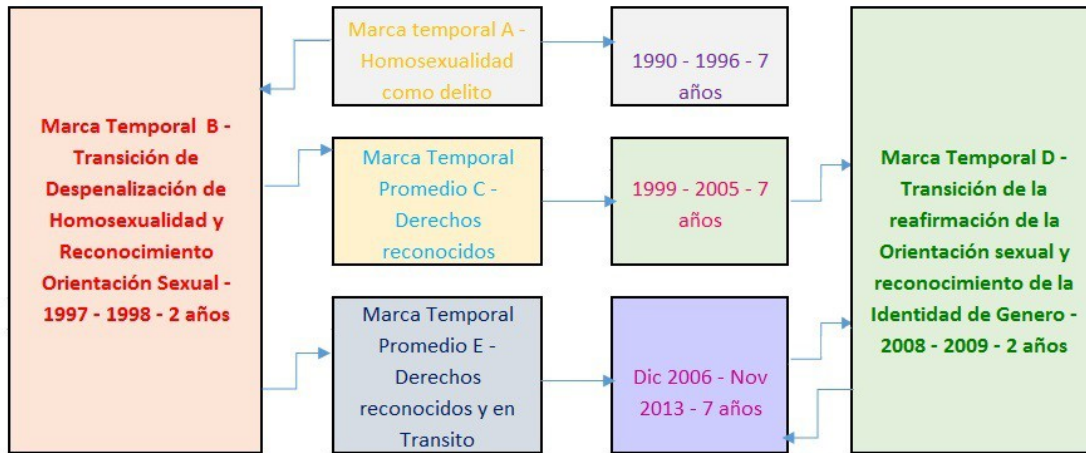 Marca temporal A -
Homosexualidad
como delito
1990 - 1996 - 7
años
Marca Temporal B -
Transición de
Despenalización de
Homosexualidad y
Reconocimiento
Orientación Sexual -
1997 - 1998 - 2 años
Marca Temporal
Promedio C -
Derechos
reconocidos
1999 - 2005 - 7
años
Marca Temporal D -
Transición de la
reafirmación de la
Orientación sexual y
reconocimiento de la
Identidad de Genero -
2008 - 2009 - 2 años
Marca Temporal
Promedio E -
Derechos
reconocidos y en
Transito
Dic 2006 - Nov
2013 - 7 años